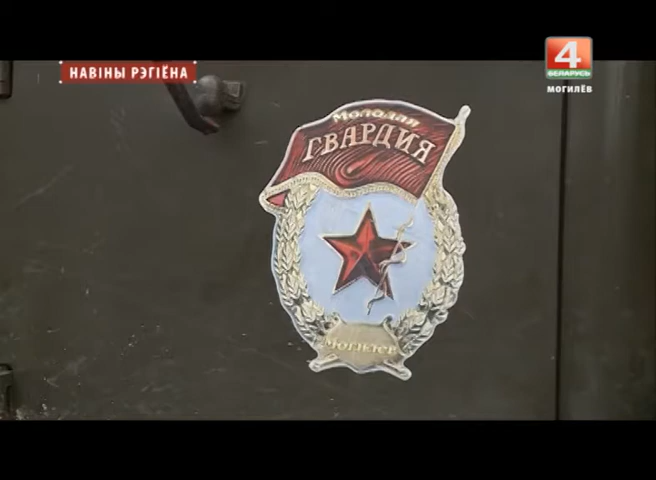 НАВІНЫ РЭГІЁНА
4
БЕЛАРУСЬ
МОГИЛЁВ
Молодая
ГВАРДИЯ
Могилев